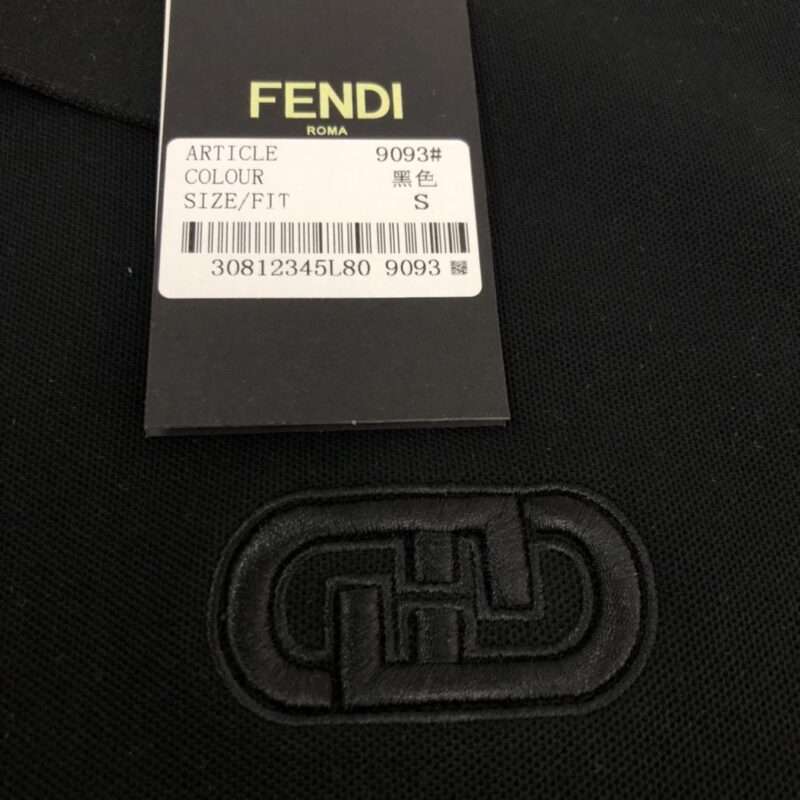 FENDI
ROMA
ARTICLE 9093#
COLOUR 黑色
SIZE/FIT S
30812345L80 9093